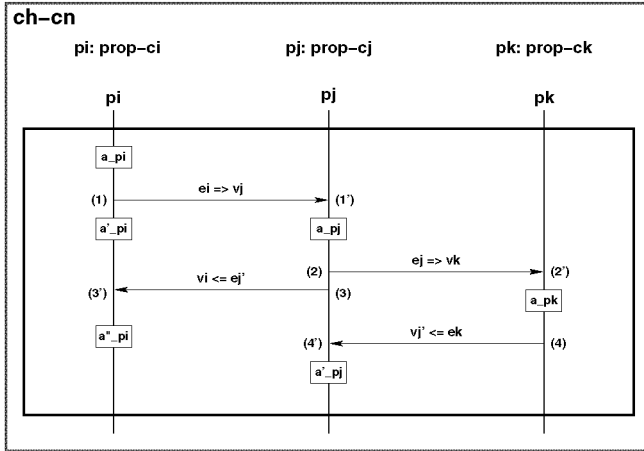 ch-cn
pi: prop-ci pj: prop-cj pk: prop-ck
pi pj pk
a_pi
(1) ei => vj (1')
a'_pi a_pj
(2) ej => vk (2')
(3') vi <= ej' (3)
a_pk
a"_pi
(4') vj' <= ek (4)
a'_pj